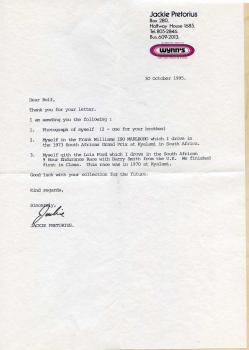 Jackie Pretorius
Box 280,
Halfway House 1685.
Tel. 805-2846.
Bus. 609-2013.
WYNN'S
30 October 1995.
Dear Rolf,
Thank you for your letter.
I am sending you the following :
1. Photograph of myself (2 - one for your brother)
2. Myself in the Frank Williams ISO MARLBORO which I drove in
the 1973 South African Grand Prix at Kyalami in South Africa.
3. Myself with the Lola Ford which I drove in the South African
9 Hour Endurance Race with Barry Smith from the U.K. We finished
First in Class. This race was in 1970 at Kyalami.
Good luck with your collection for the future.
Kind regards,
Sincerely,
Jackie
JACKIE PRETORIUS.